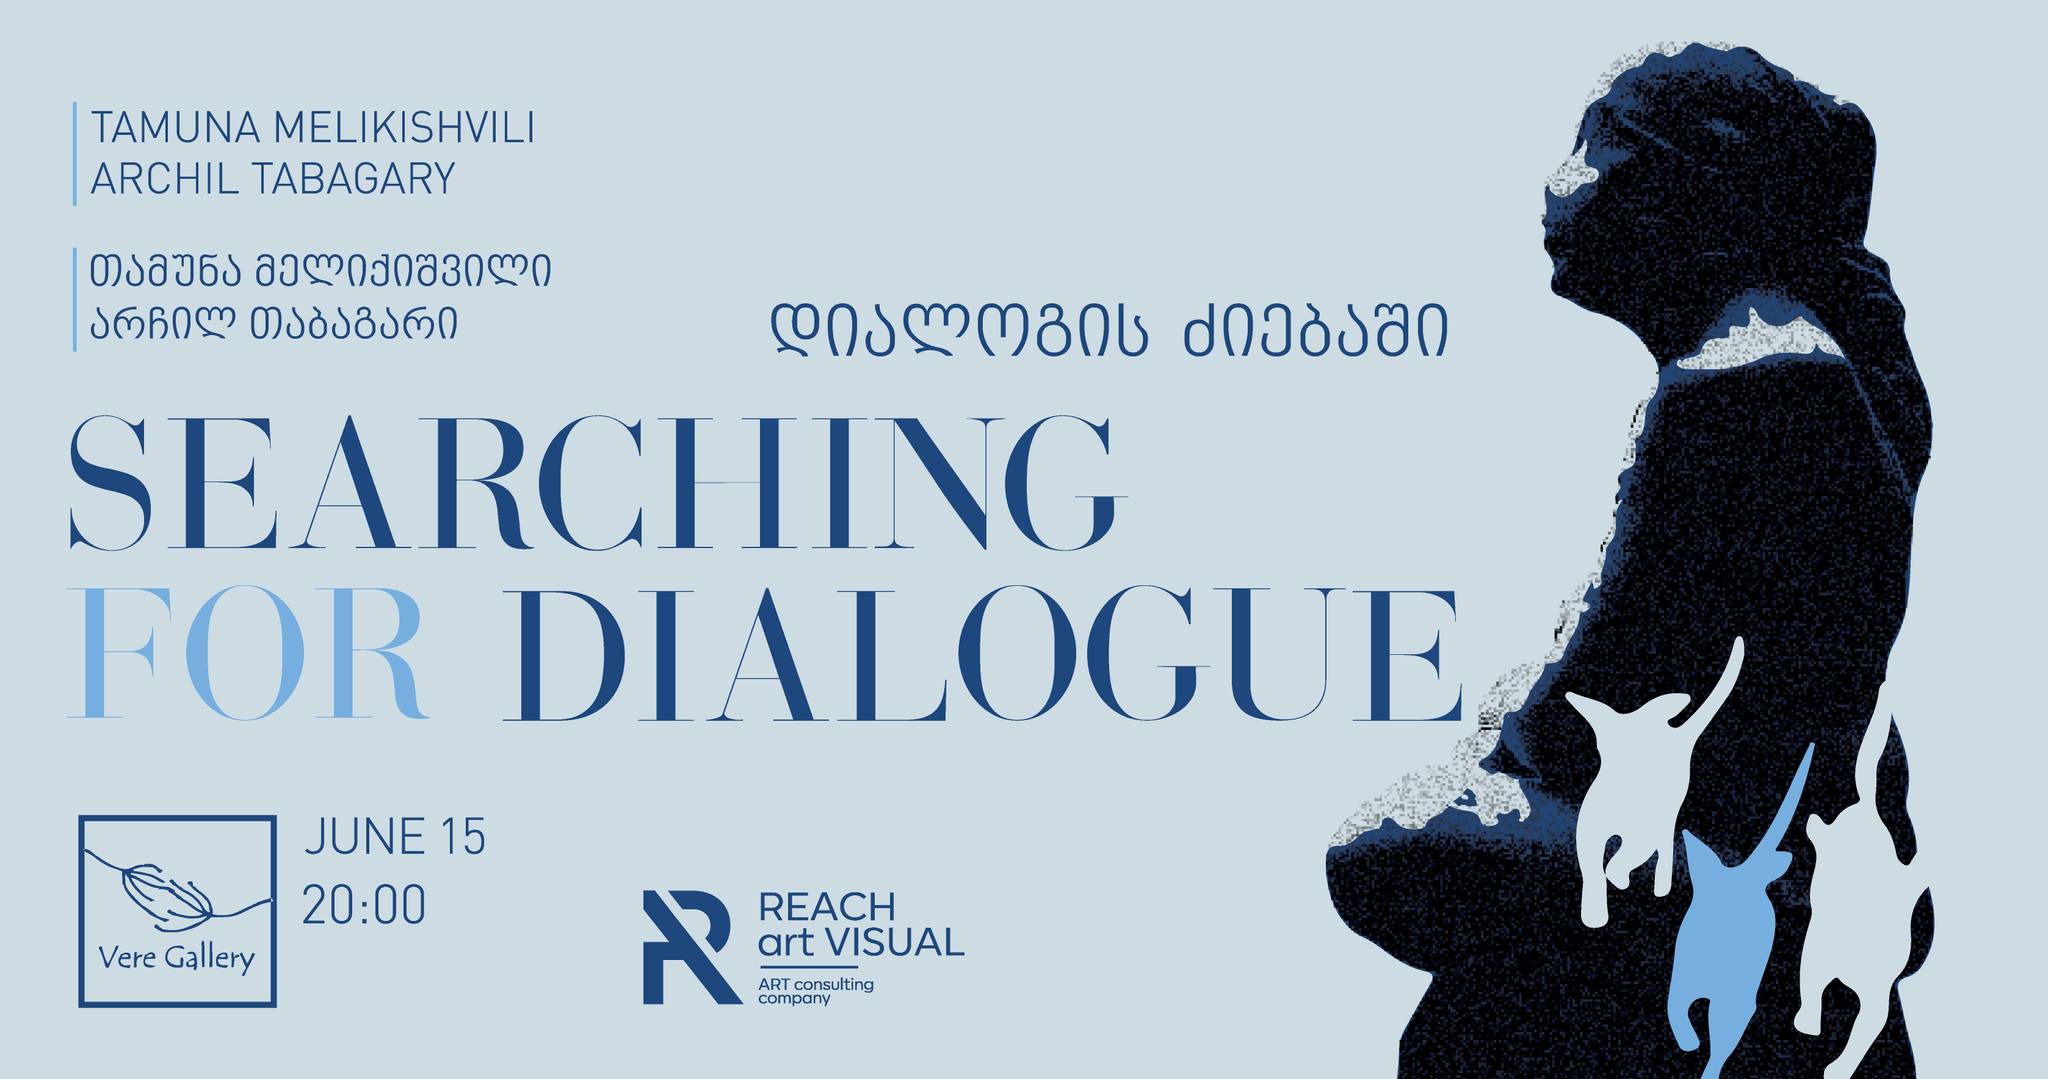 TAMUNA MELIKISHVILI
ARCHIL TABAGARY
თამუნა მელიქიშვილი
არჩილ თაბაგარი
დიალოგის ძიებაში
SEARCHING
FOR DIALOGUE
Vere Gallery
JUNE 15
20:00
REACH
art VISUAL
ART consulting
company